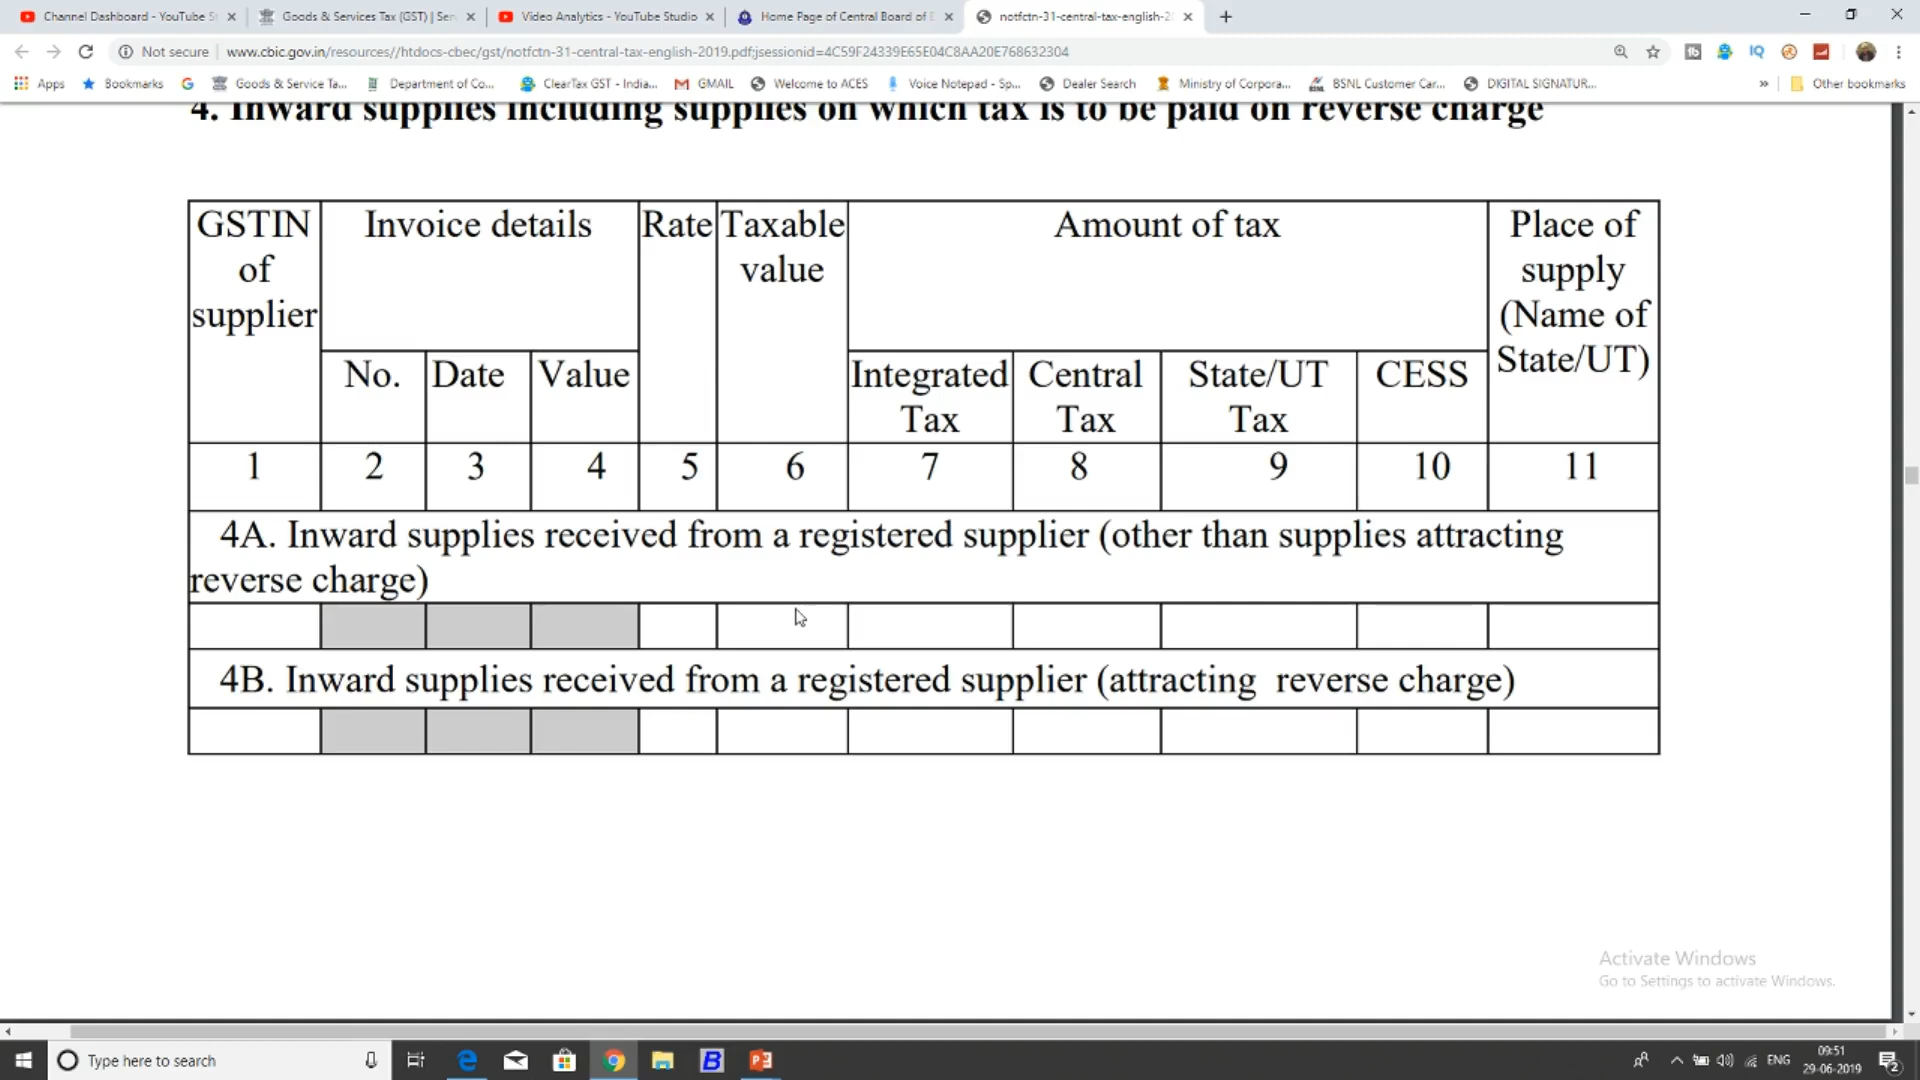 Channel Dashboard - YouTube S
Goods & Services Tax (GST) | Ser
Video Analytics - YouTube Studio
Home Page of Central Board of E
notfctn-31-central-tax-english-2
Not secure
www.cbic.gov.in/resources//htdocs-cbec/gst/notfctn-31-central-tax-english-2019.pdf;jsessionid=4C59F24339E65E04C8AA20E768632304
IQ
Apps
Bookmarks
Goods & Service Ta...
Department of Co...
ClearTax GST - India...
GMAIL
Welcome to ACES
Voice Notepad - Sp...
Dealer Search
Ministry of Corpora...
BSNL Customer Car...
DIGITAL SIGNATUR...
»
Other bookmarks
4. Inward supplies including supplies on which tax is to be paid on reverse charge
GSTIN
of
supplier
Invoice details
Rate
Taxable
value
Amount of tax
Place of
supply
(Name of
State/UT)
No.
Date
Value
Integrated
Tax
Central
Tax
State/UT
Tax
CESS
1 2 3 4 5 6 7 8 9 10 11
4A. Inward supplies received from a registered supplier (other than supplies attracting
reverse charge)
4B. Inward supplies received from a registered supplier (attracting reverse charge)
Activate Windows
Go to Settings to activate Windows.
Type here to search
ENG
09:51
29-06-2019
2